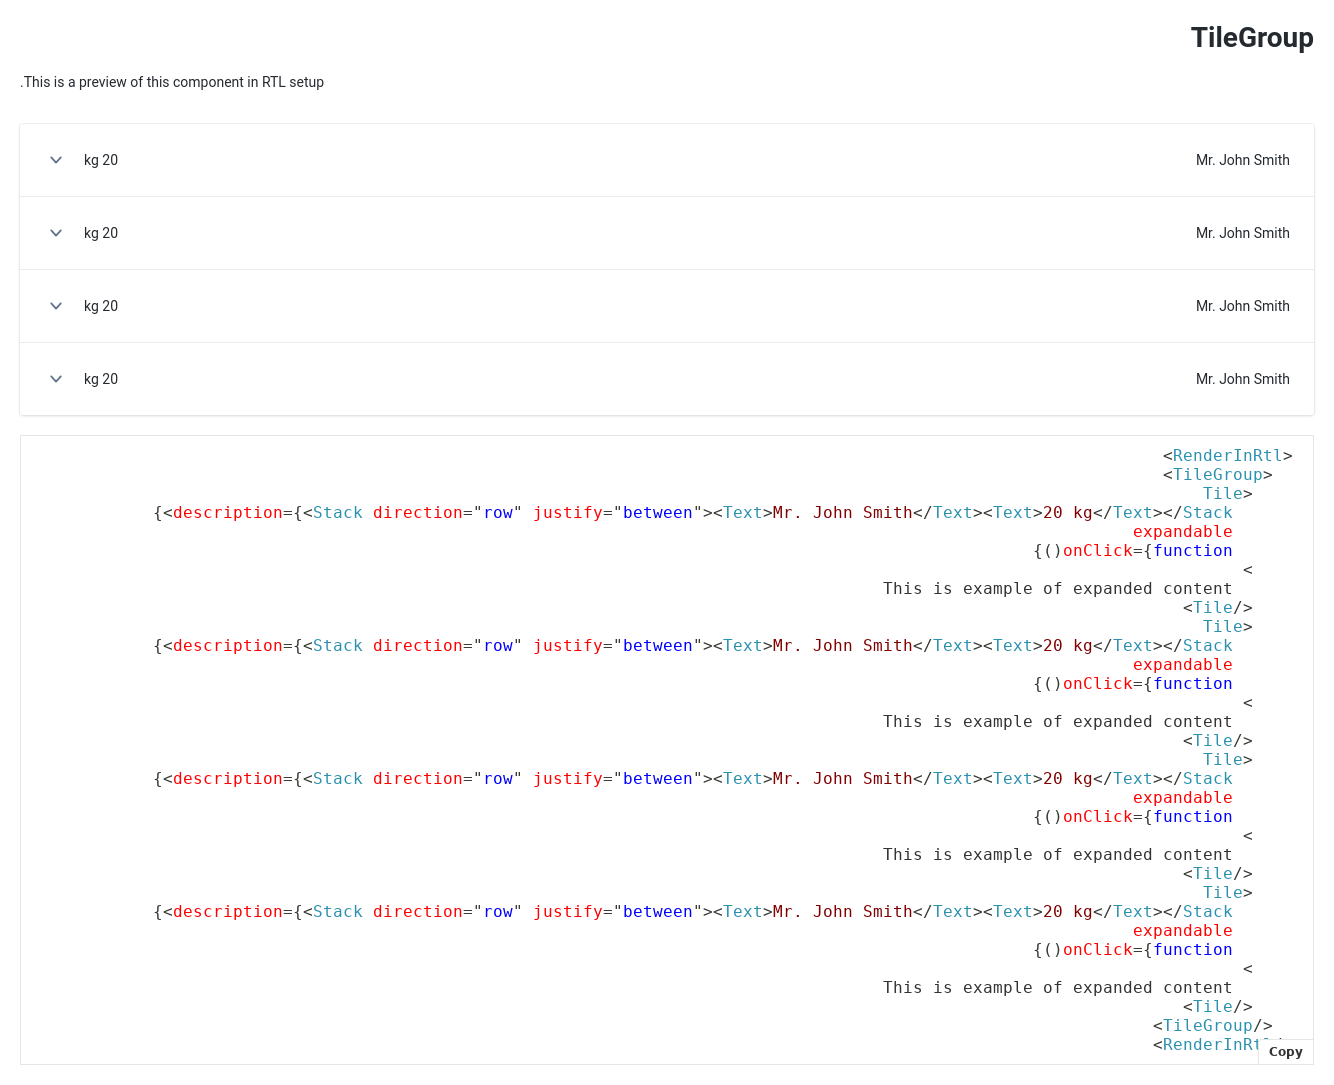 TileGroup
.This is a preview of this component in RTL setup
kg 20 Mr. John Smith
kg 20 Mr. John Smith
kg 20 Mr. John Smith
kg 20 Mr. John Smith
<RenderInRtl>
<TileGroup>
Tile>
{<description={<Stack direction="row" justify="between"><Text>Mr. John Smith</Text><Text>20 kg</Text></Stack
expandable
{()onClick={function
<
This is example of expanded content
<Tile/>
Tile>
{<description={<Stack direction="row" justify="between"><Text>Mr. John Smith</Text><Text>20 kg</Text></Stack
expandable
{()onClick={function
<
This is example of expanded content
<Tile/>
Tile>
{<description={<Stack direction="row" justify="between"><Text>Mr. John Smith</Text><Text>20 kg</Text></Stack
expandable
{()onClick={function
<
This is example of expanded content
<Tile/>
Tile>
{<description={<Stack direction="row" justify="between"><Text>Mr. John Smith</Text><Text>20 kg</Text></Stack
expandable
{()onClick={function
<
This is example of expanded content
<Tile/>
<TileGroup/>
<RenderInRtl
Copy